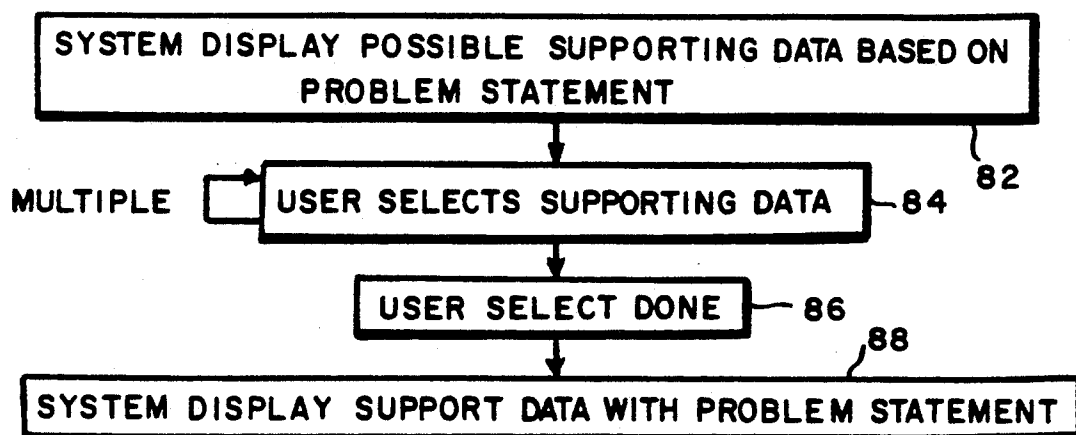 SYSTEM DISPLAY POSSIBLE SUPPORTING DATA BASED ON
PROBLEM STATEMENT
82
MULTIPLE
USER SELECTS SUPPORTING DATA
84
USER SELECT DONE
86
88
SYSTEM DISPLAY SUPPORT DATA WITH PROBLEM STATEMENT